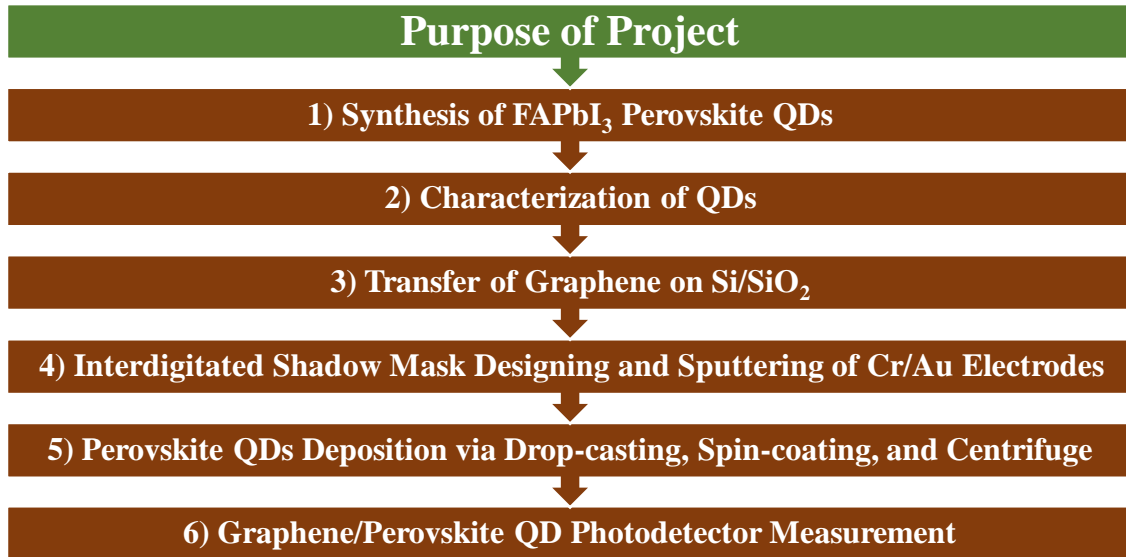 Purpose of Project
1) Synthesis of FAPbI₃ Perovskite QDs
2) Characterization of QDs
3) Transfer of Graphene on Si/SiO₂
4) Interdigitated Shadow Mask Designing and Sputtering of Cr/Au Electrodes
5) Perovskite QDs Deposition via Drop-casting, Spin-coating, and Centrifuge
6) Graphene/Perovskite QD Photodetector Measurement